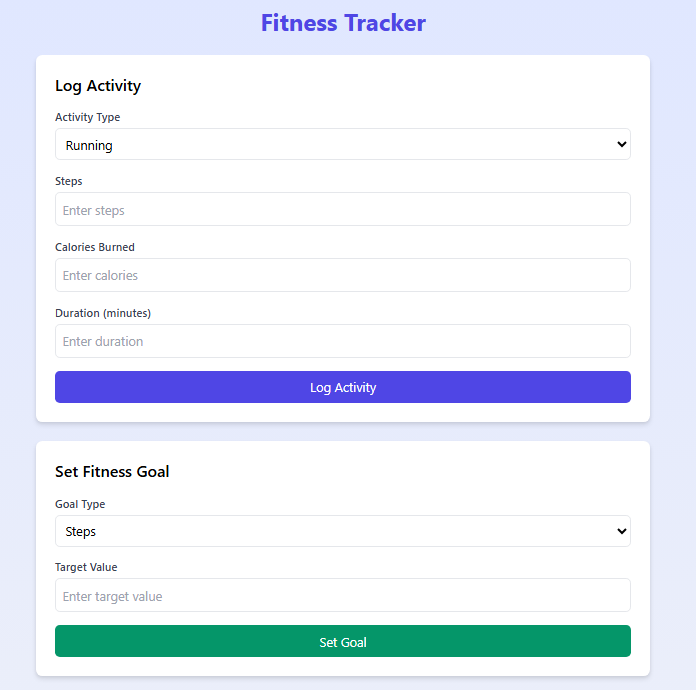 Fitness Tracker
Log Activity
Activity Type
Running
Steps
Enter steps
Calories Burned
Enter calories
Duration (minutes)
Enter duration
Log Activity
Set Fitness Goal
Goal Type
Steps
Target Value
Enter target value
Set Goal